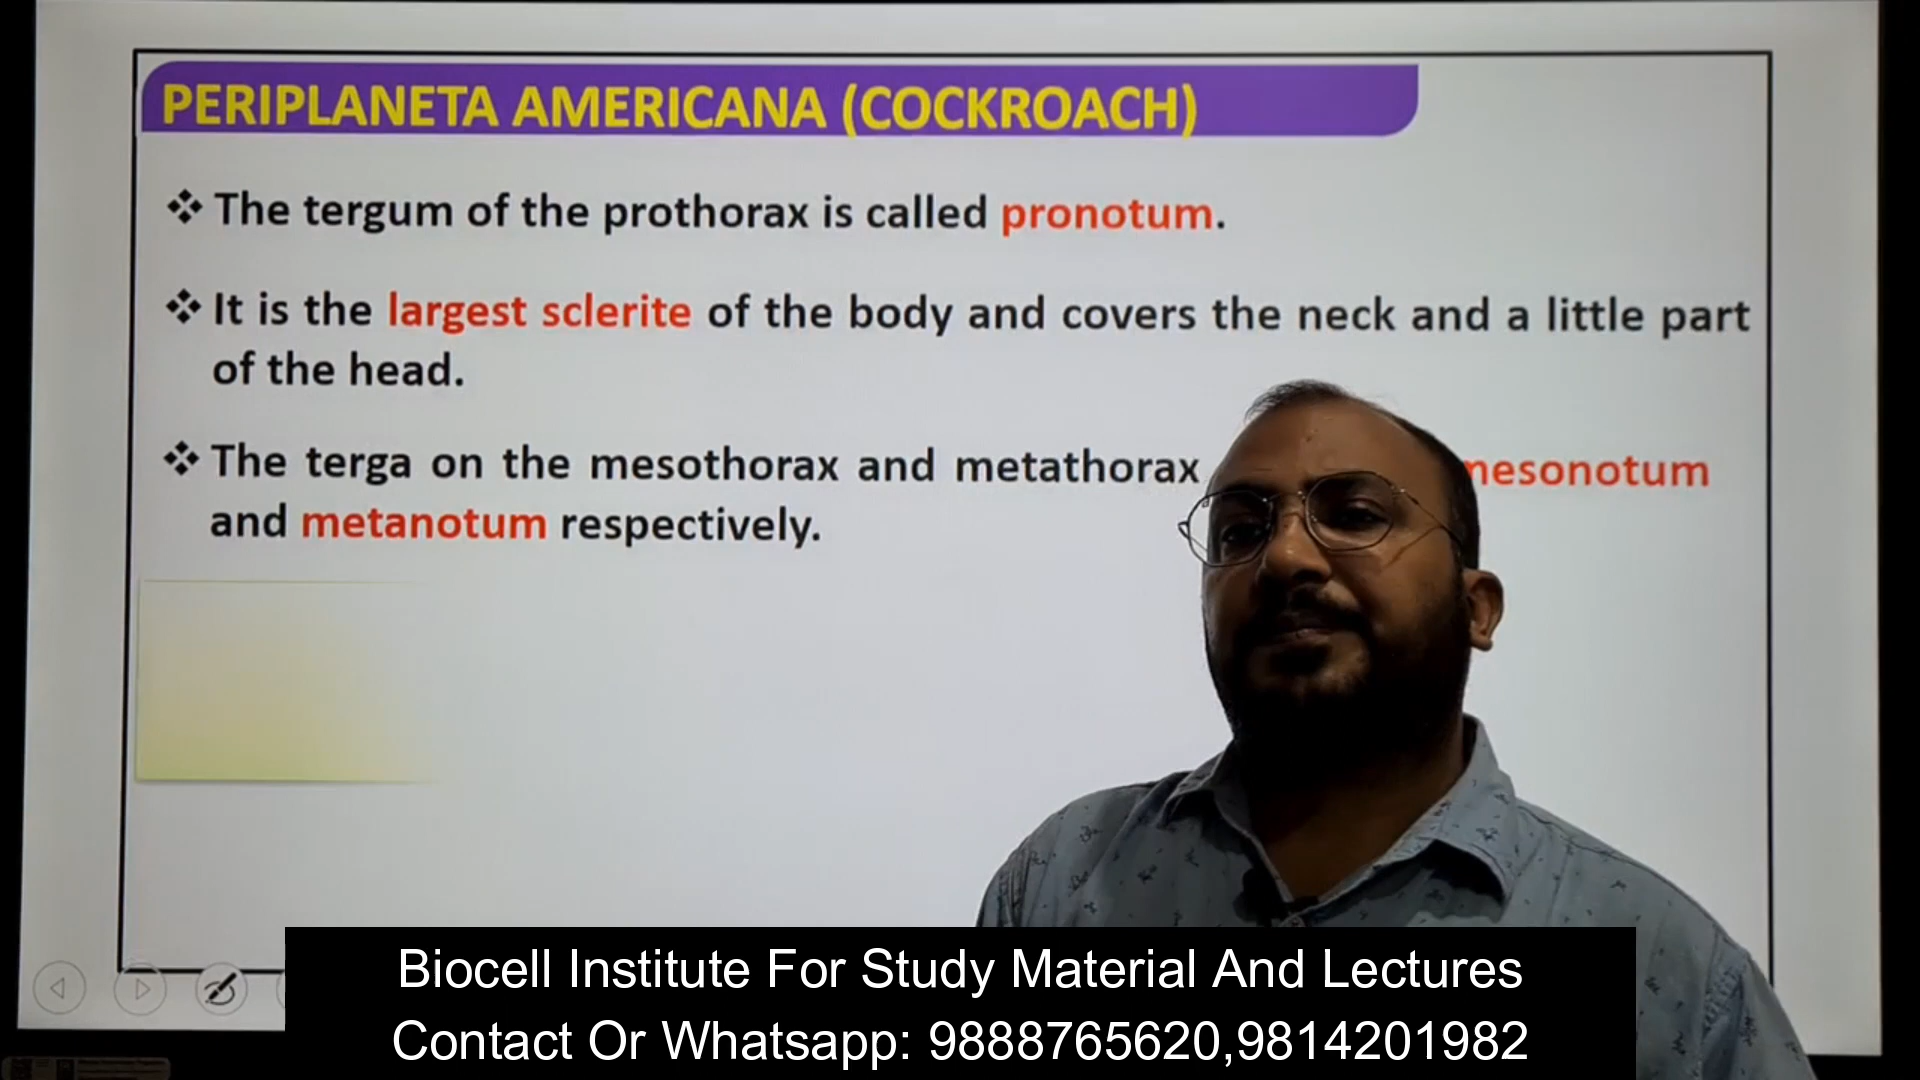 PERIPLANETA AMERICANA (COCKROACH)
❖ The tergum of the prothorax is called pronotum.
❖ It is the largest sclerite of the body and covers the neck and a little part
of the head.
❖ The terga on the mesothorax and metathorax
and metanotum respectively.
Biocell Institute For Study Material And Lectures
Contact Or Whatsapp: 9888765620,9814201982